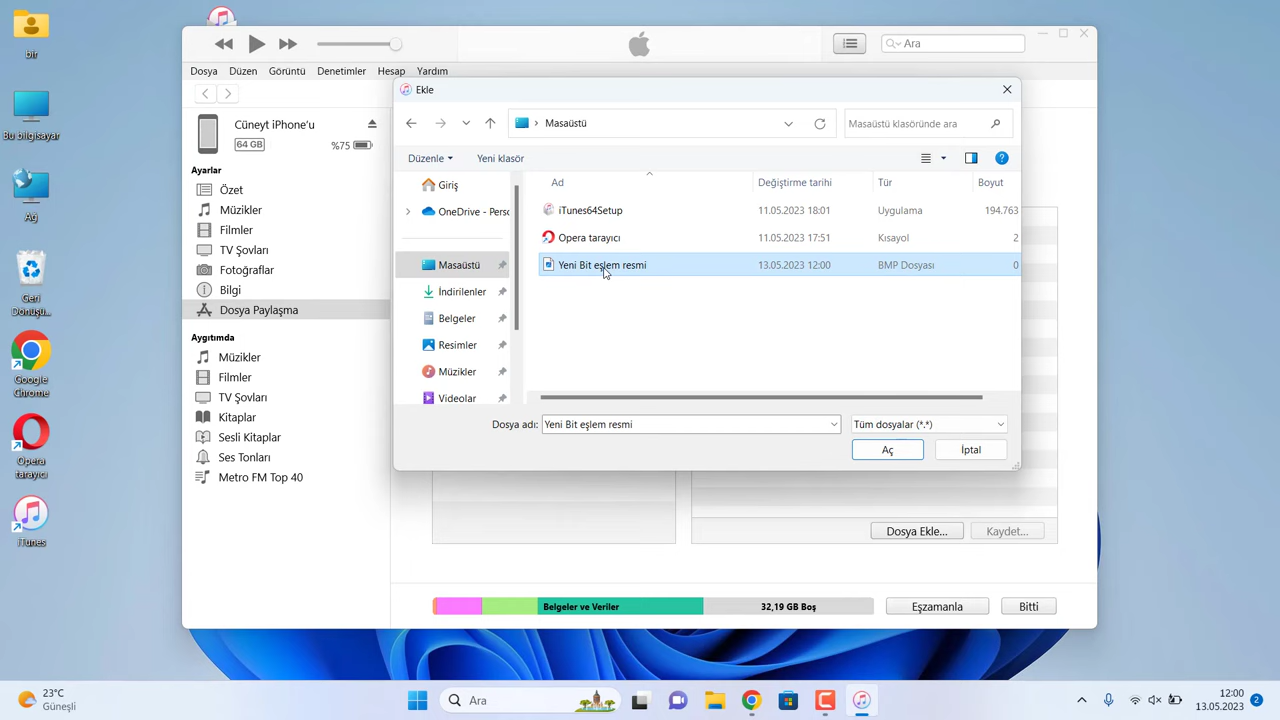 bir
Bu bilgisayar
Ağ
Geri
Dönüşü...
Google
Chrome
Opera
tarayıcı
iTunes
Ara
Dosya Düzen Görüntü Denetimler Hesap Yardım
Cüneyt iPhone'u
64 GB %75
Ayarlar
Özet
Müzikler
Filmler
TV Şovları
Fotoğraflar
Bilgi
Dosya Paylaşma
Aygıtımda
Müzikler
Filmler
TV Şovları
Kitaplar
Sesli Kitaplar
Ses Tonları
Metro FM Top 40
Ekle
Masaüstü
Masaüstü klasöründe ara
Düzenle Yeni klasör
Giriş
OneDrive - Perso
Masaüstü
İndirilenler
Belgeler
Resimler
Müzikler
Videolar
Ad Değiştirme tarihi Tür Boyut
iTunes64Setup 11.05.2023 18:01 Uygulama 194.763
Opera tarayıcı 11.05.2023 17:51 Kısayol 2
Yeni Bit eşlem resmi 13.05.2023 12:00 BMP Dosyası 0
Dosya adı: Yeni Bit eşlem resmi Tüm dosyalar (*.*)
Aç İptal
Dosya Ekle... Kaydet...
Belgeler ve Veriler 32,19 GB Boş Eşzamanla Bitti
23°C
Güneşli
Ara
12:00
13.05.2023
2